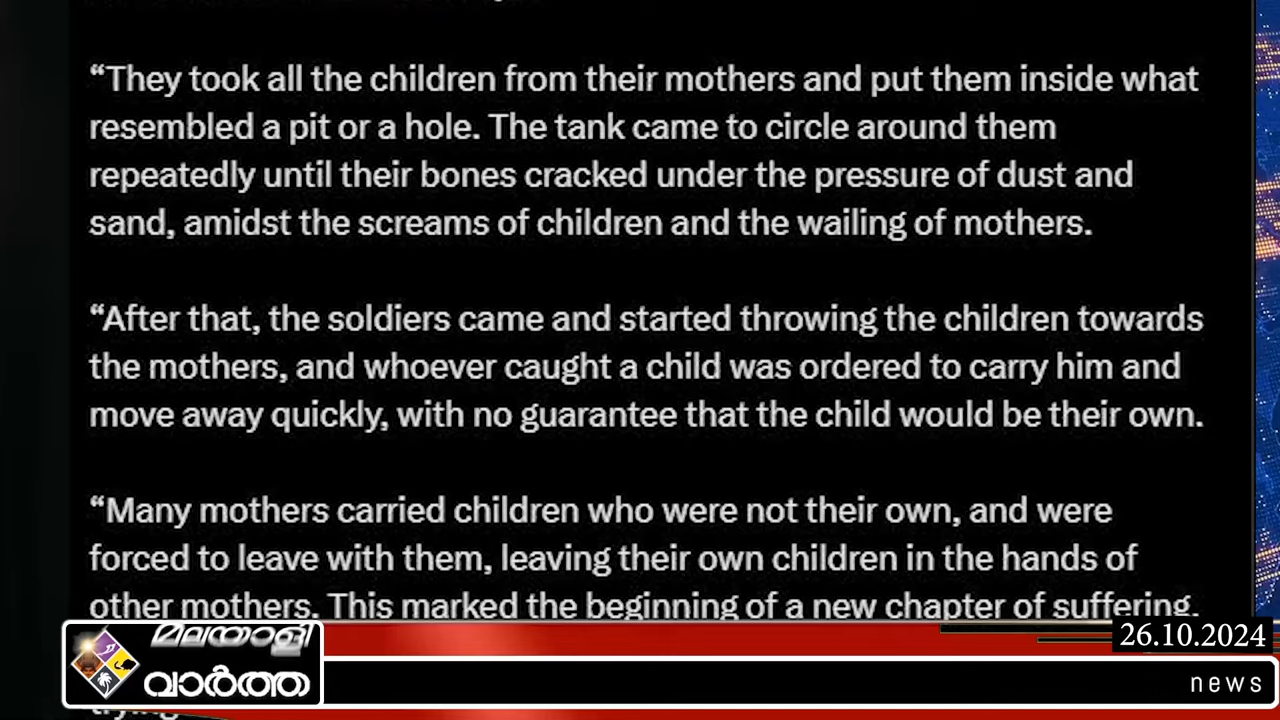 “They took all the children from their mothers and put them inside what
resembled a pit or a hole. The tank came to circle around them
repeatedly until their bones cracked under the pressure of dust and
sand, amidst the screams of children and the wailing of mothers.
“After that, the soldiers came and started throwing the children towards
the mothers, and whoever caught a child was ordered to carry him and
move away quickly, with no guarantee that the child would be their own.
“Many mothers carried children who were not their own, and were
forced to leave with them, leaving their own children in the hands of
other mothers. This marked the beginning of a new chapter of suffering,
മലയാളി
വാർത്ത
26.10.2024
news